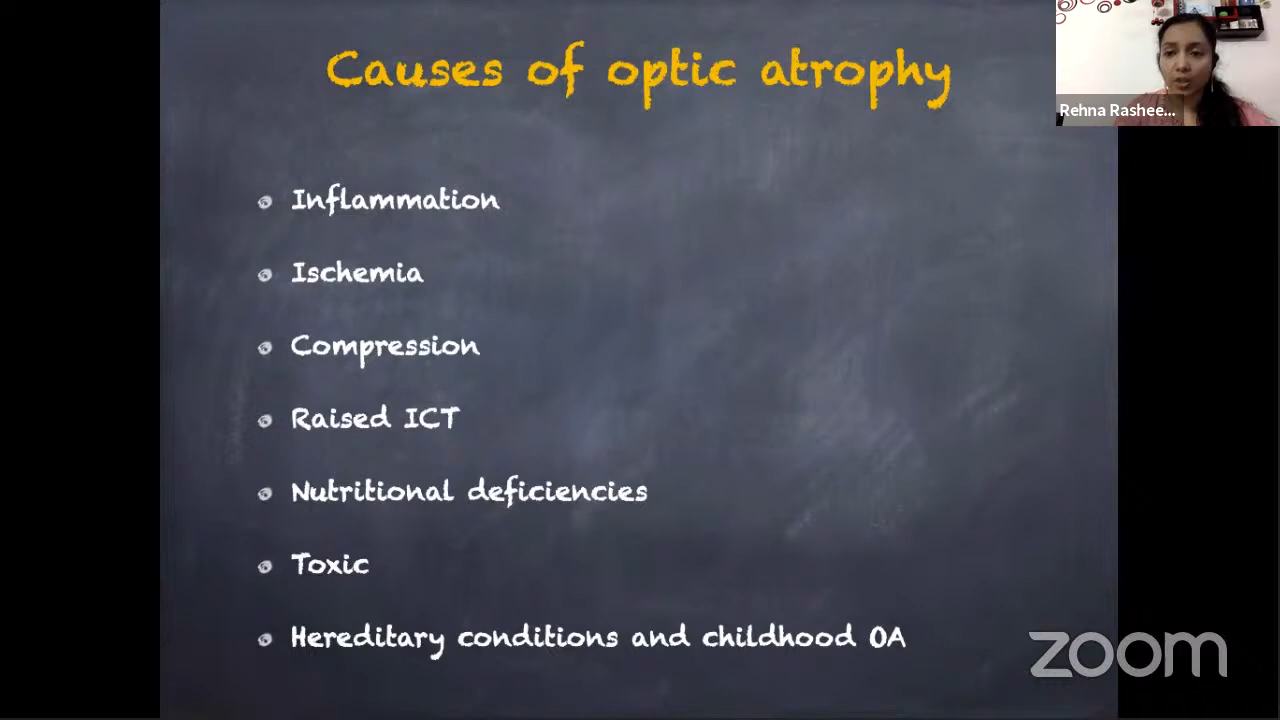 Causes of optic atrophy
Rehna Rashee...
Inflammation
Ischemia
Compression
Raised ICT
Nutritional deficiencies
Toxic
Hereditary conditions and childhood OA
zoom